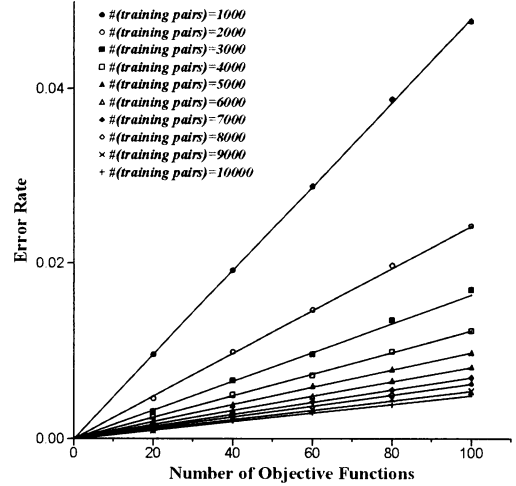 #(training pairs)=1000
#(training pairs)=2000
#(training pairs)=3000
#(training pairs)=4000
#(training pairs)=5000
#(training pairs)=6000
#(training pairs)=7000
#(training pairs)=8000
#(training pairs)=9000
#(training pairs)=10000
Error Rate
0.04
0.02
0.00
0 20 40 60 80 100
Number of Objective Functions